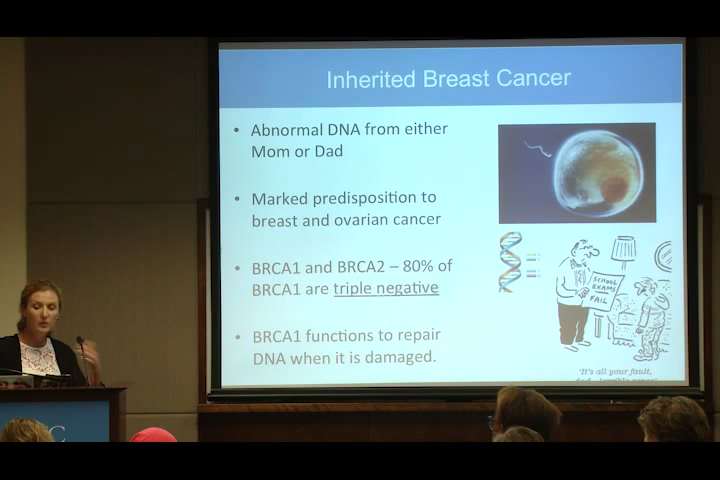 Inherited Breast Cancer
• Abnormal DNA from either
Mom or Dad
• Marked predisposition to
breast and ovarian cancer
• BRCA1 and BRCA2 – 80% of
BRCA1 are triple negative
• BRCA1 functions to repair
DNA when it is damaged.
SCHOOL
EXAMS
FAIL
'It's all your fault,
C